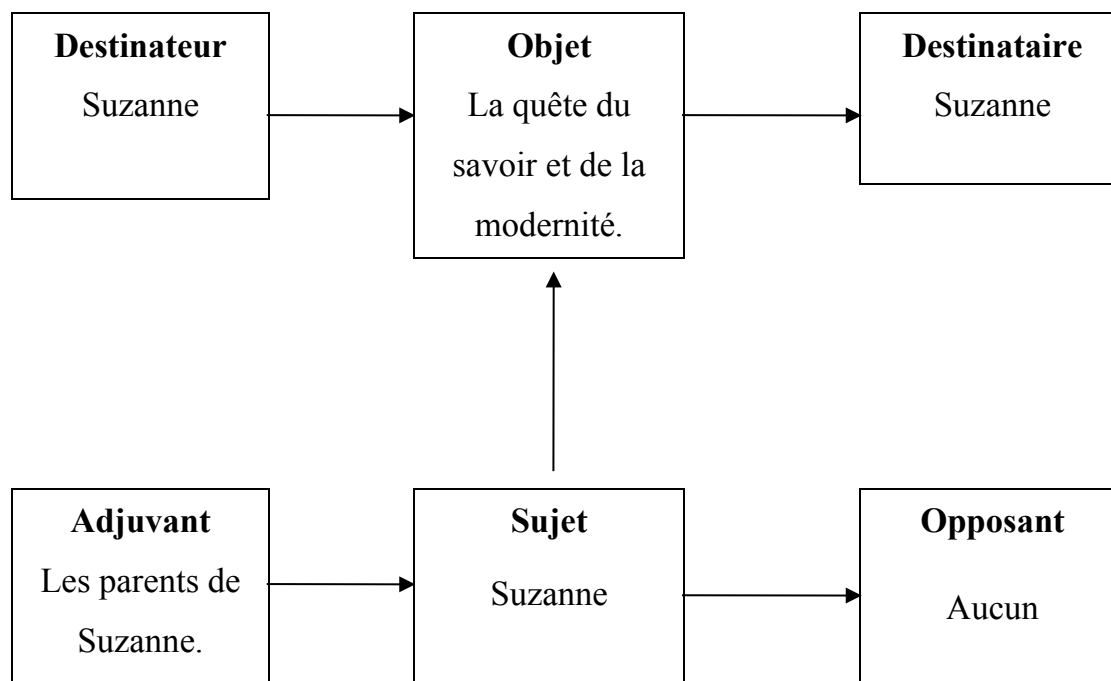 Destinateur
Suzanne
Objet
La quête du
savoir et de la
modernité.
Destinataire
Suzanne
Adjuvant
Les parents de
Suzanne.
Sujet
Suzanne
Opposant
Aucun